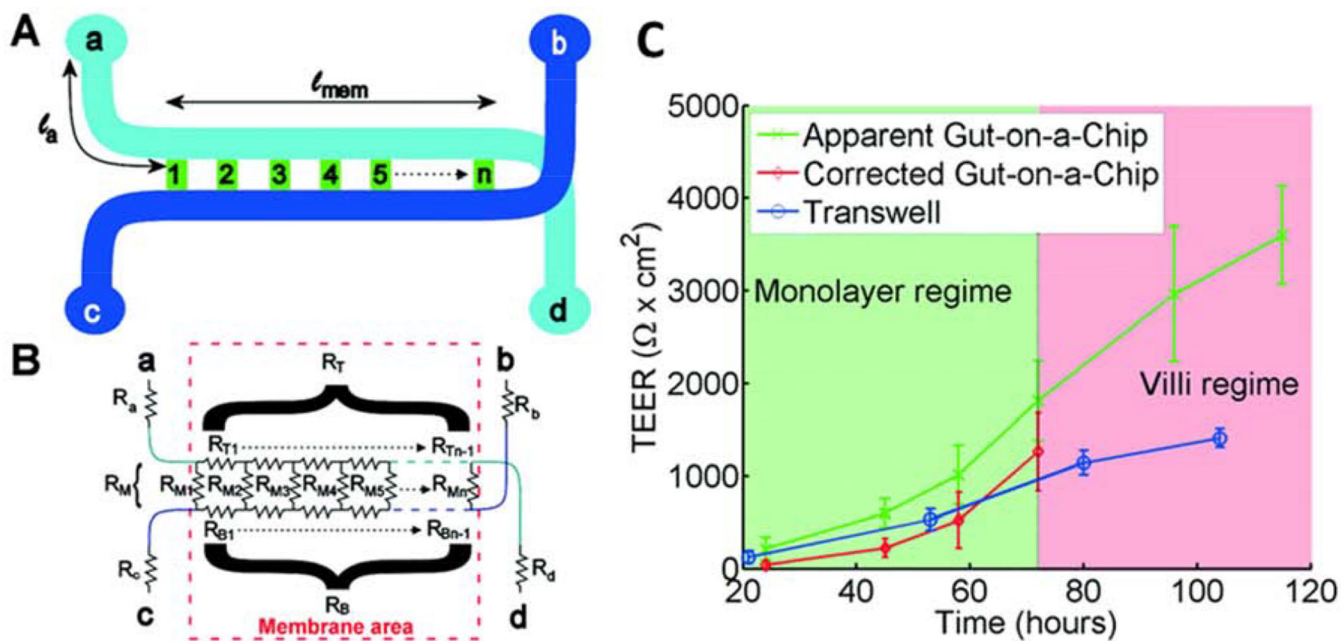 A
a
b
ℓmem
ℓa
1 2 3 4 5 n
c
d
B
a
b
RT
Ra
Rb
RT1
RTn-1
RM
RM1 RM2 RM3 RM4 RM5 RMn
RB1
RBn-1
Rc
Rd
c
RB
d
Membrane area
C
5000
4000
3000
2000
1000
0
TEER (Ω x cm²)
Apparent Gut-on-a-Chip
Corrected Gut-on-a-Chip
Transwell
Monolayer regime
Villi regime
20 40 60 80 100 120
Time (hours)